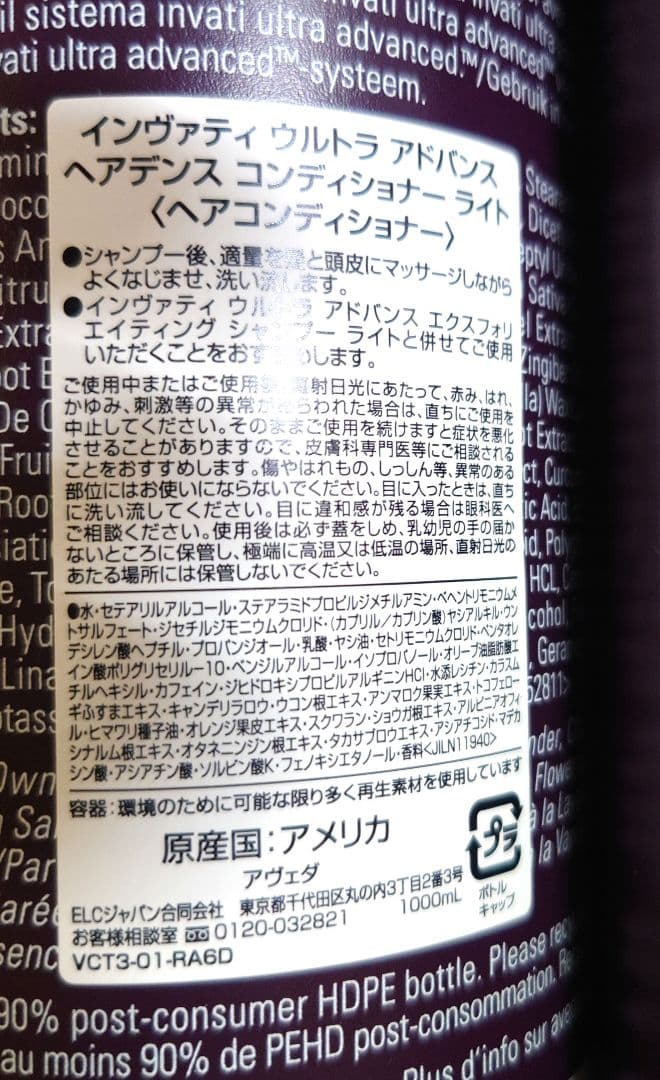 il sistema invati ultra advanced
vati ultra advanced™-systeem.
invati ultra advanced.™/Gebruik in
インヴァティ ウルトラ アドバンス
ヘアデンス コンディショナー ライト
〈ヘアコンディショナー〉
●シャンプー後、適量を髪と頭皮にマッサージしながら
よくなじませ、洗い流します。
●インヴァティ ウルトラ アドバンス エクスフォリ
エイティング シャンプー ライトと併せてご使用
いただくことをおすすめします。
ご使用中またはご使用後、直射日光にあたって、赤み、はれ、
かゆみ、刺激等の異常があらわれた場合は、直ちにご使用を
中止してください。そのままご使用を続けますと症状を悪化
させることがありますので、皮膚科専門医等にご相談される
ことをおすすめします。傷やはれもの、しっしん等、異常のある
部位にはお使いにならないでください。目に入ったときは、直ち
に洗い流してください。目に違和感が残る場合は眼科医へ
ご相談ください。使用後は必ず蓋をしめ、乳幼児の手の届か
ないところに保管し、極端に高温又は低温の場所、直射日光の
あたる場所には保管しないでください。
●水・セテアリルアルコール・ステアラミドプロピルジメチルアミン・ベヘントリモニウムメ
トサルフェート・ジセチルジモニウムクロリド・(カプリル/カプリン酸)ヤシアルキル・ウン
デシレン酸ヘプチル・プロパンジオール・乳酸・ヤシ油・セトリモニウムクロリド・ペンタオレ
イン酸ポリグリセリル-10・ベンジルアルコール・イソプロパノール・オリーブ油脂肪酸エ
チルヘキシル・カフェイン・ジヒドロキシプロピルアルギニンHCl・水添レシチン・カラスム
ギふすまエキス・キャンデリラロウ・ウコン根エキス・アンマロク果実エキス・トコフェロー
ル・ヒマワリ種子油・オレンジ果皮エキス・スクワラン・ショウガ根エキス・アルピニアオフィ
シナルム根エキス・オタネニンジン根エキス・タカサブロウエキス・アシアチコシド・マデカ
シン酸・アシアチン酸・ソルビン酸K・フェノキシエタノール・香料<JILN11940>
容器：環境のために可能な限り多く再生素材を使用しています
原産国：アメリカ
アヴェダ
プラ
ボトル
キャップ
ELCジャパン合同会社 東京都千代田区丸の内3丁目2番3号
お客様相談室 0120-032821 1000mL
VCT3-01-RA6D
90% post-consumer HDPE bottle. Please
au moins 90% de PEHD post-consommation.
Plus d'info sur